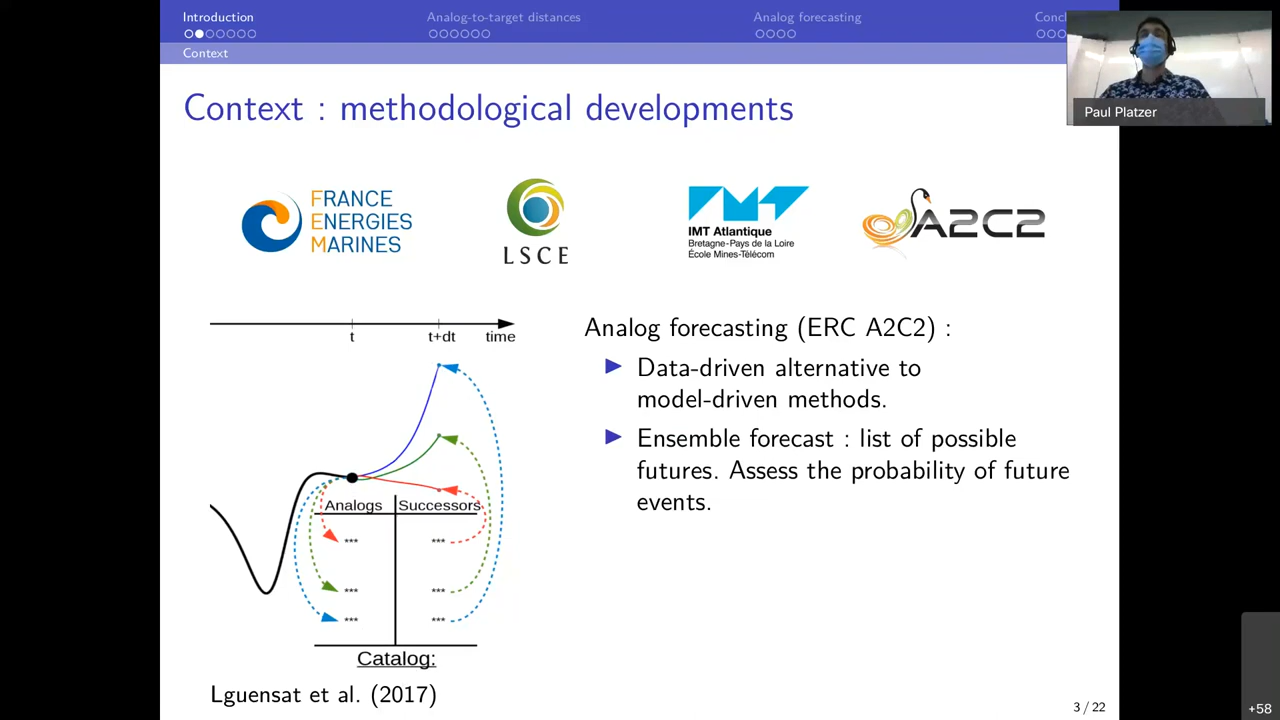 Introduction
Analog-to-target distances
Analog forecasting
Concl
Context
Paul Platzer
Context : methodological developments
FRANCE
ENERGIES
MARINES
LSCE
IMT Atlantique
Bretagne-Pays de la Loire
École Mines-Télécom
A2C2
t
t+dt
time
Analogs
Successors
***
***
***
***
***
***
Catalog:
Lguensat et al. (2017)
Analog forecasting (ERC A2C2) :
Data-driven alternative to
model-driven methods.
Ensemble forecast : list of possible
futures. Assess the probability of future
events.
3 / 22
+58